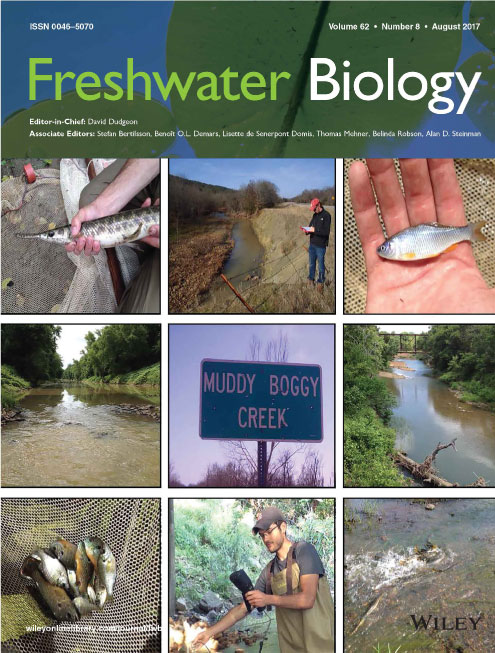 ISSN 0046–5070
Volume 62 • Number 8 • August 2017
Freshwater Biology
Editor-in-Chief: David Dudgeon
Associate Editors: Stefan Bertilsson, Benoît O.L. Demars, Lisette de Senerpont Domis, Thomas Mehner, Belinda Robson, Alan D. Steinman
MUDDY BOGGY
CREEK
WILEY